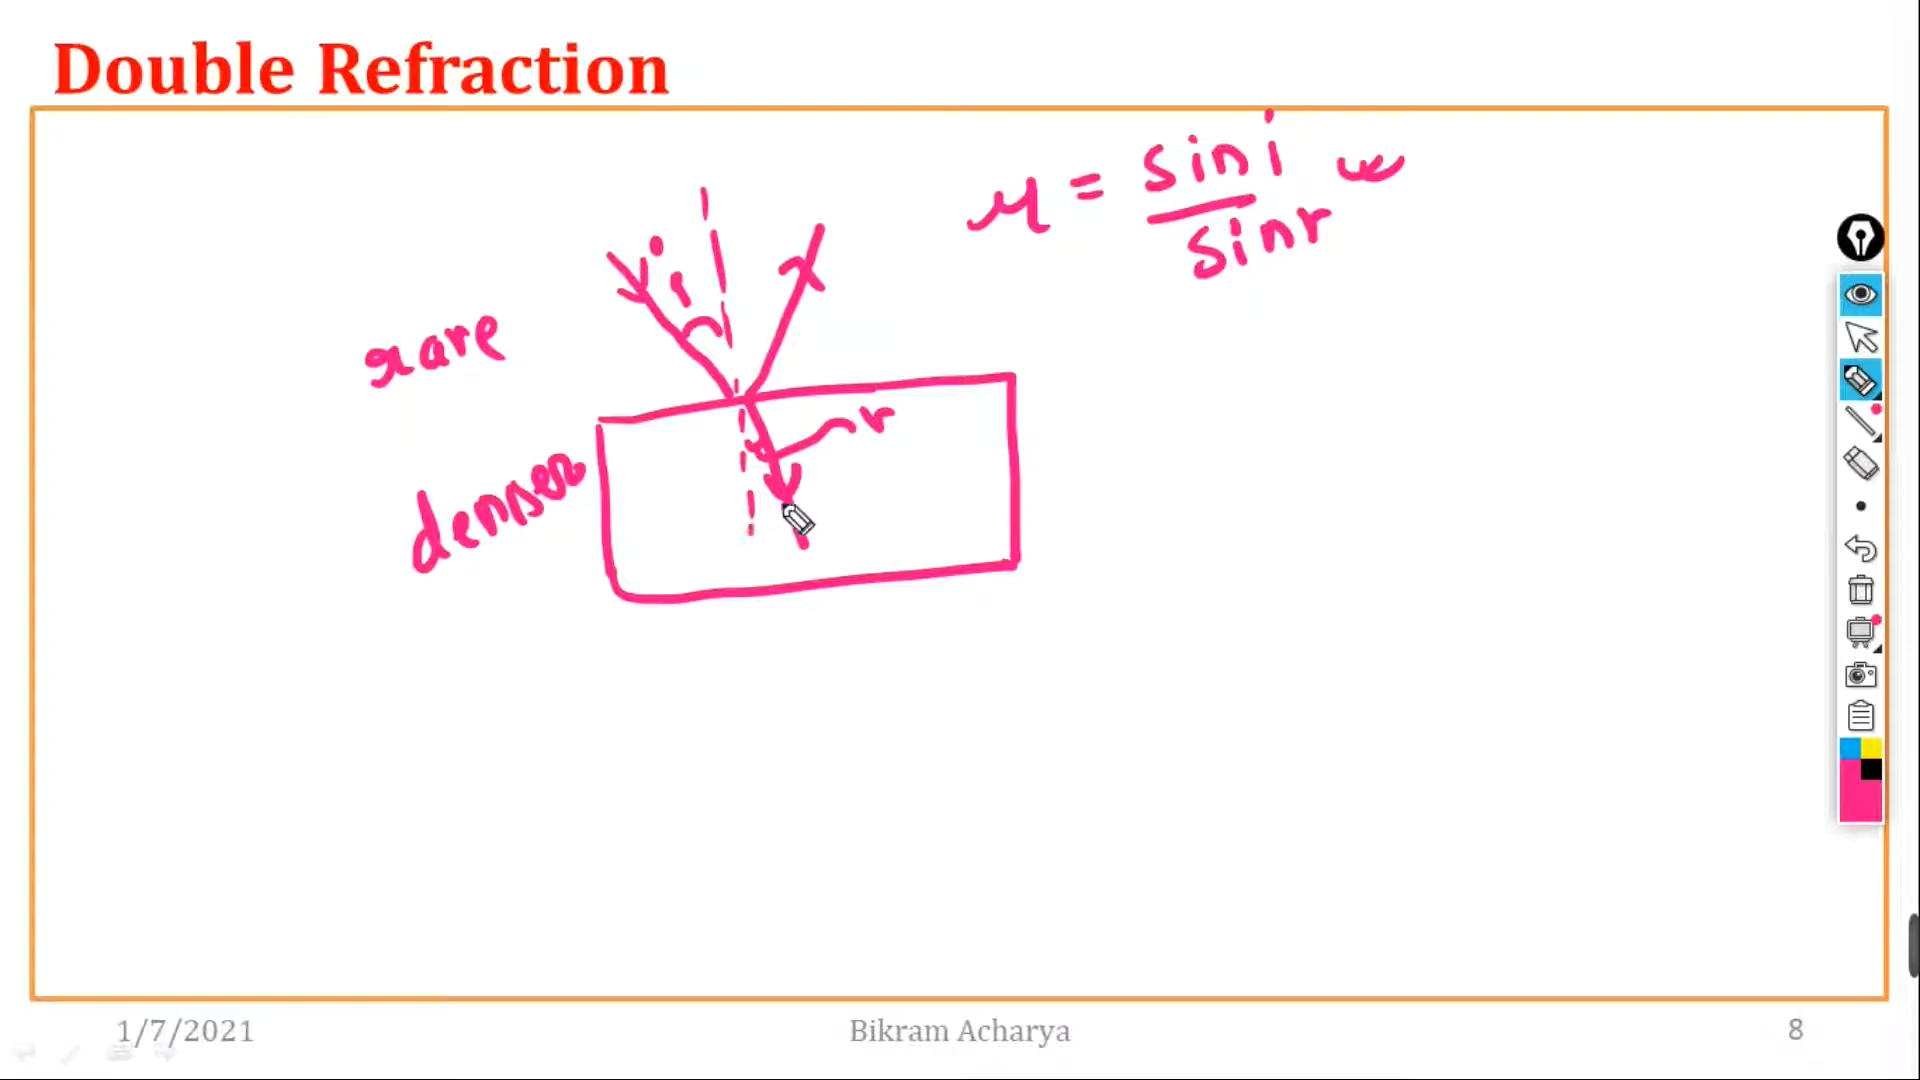 Double Refraction
μ = sin i / sin r
i
rare
r
denser
1/7/2021
Bikram Acharya
8